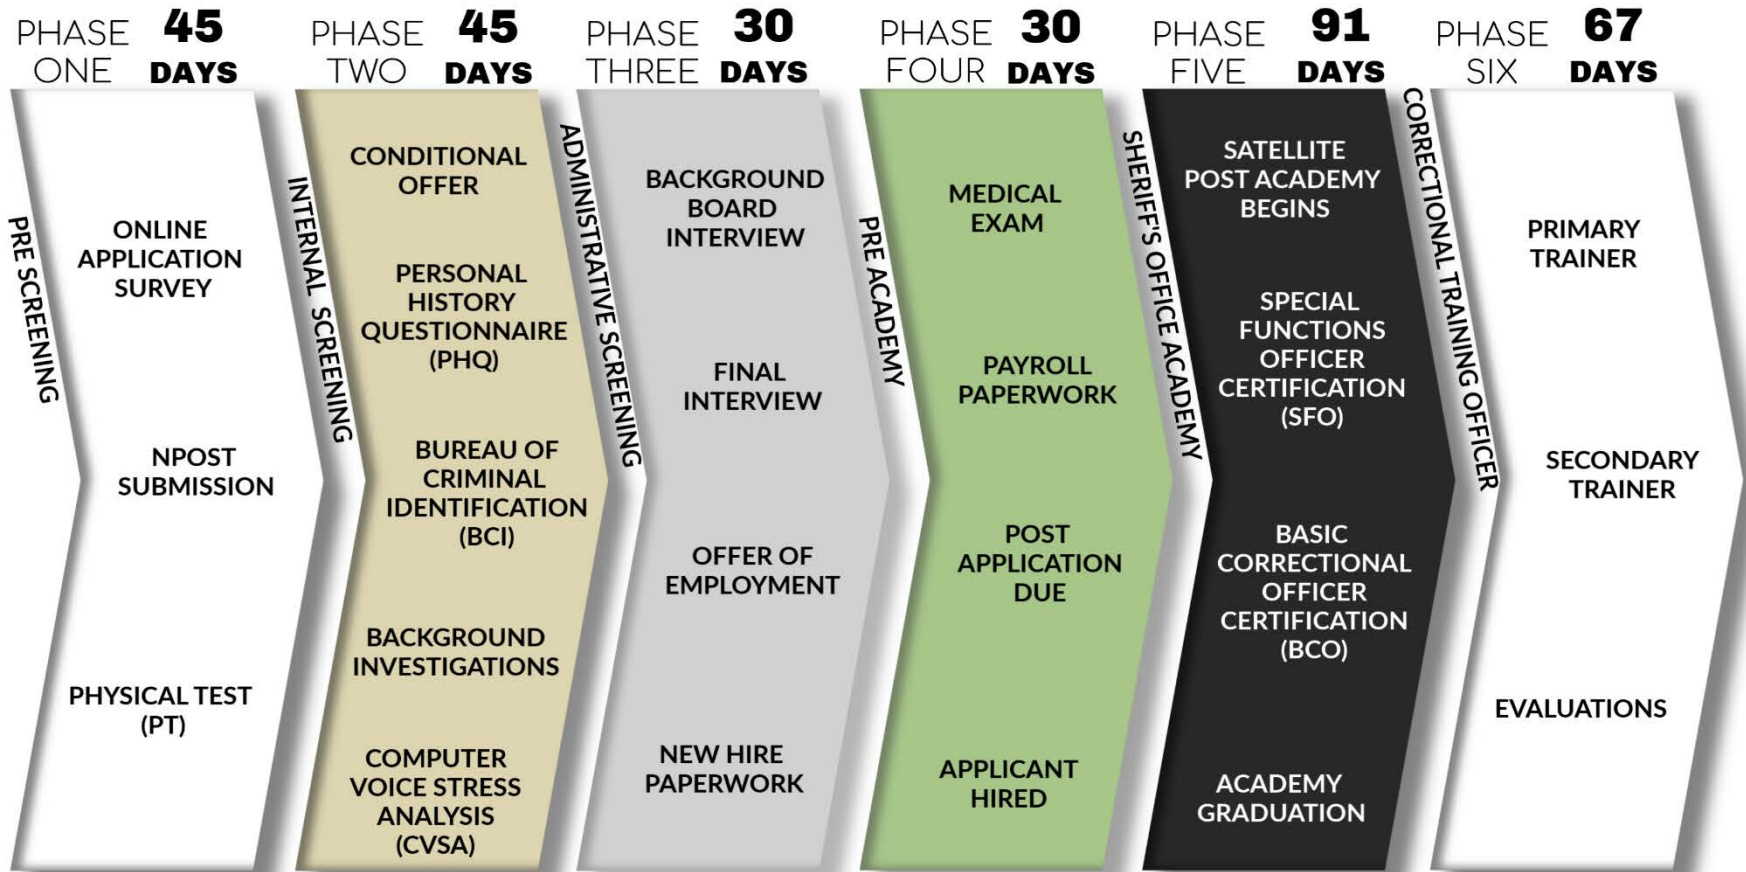 PHASE ONE 45 DAYS
PRE SCREENING
ONLINE
APPLICATION
SURVEY
NPOST
SUBMISSION
PHYSICAL TEST
(PT)
PHASE TWO 45 DAYS
INTERNAL SCREENING
CONDITIONAL
OFFER
PERSONAL
HISTORY
QUESTIONNAIRE
(PHQ)
BUREAU OF
CRIMINAL
IDENTIFICATION
(BCI)
BACKGROUND
INVESTIGATIONS
COMPUTER
VOICE STRESS
ANALYSIS
(CVSA)
PHASE THREE 30 DAYS
ADMINISTRATIVE SCREENING
BACKGROUND
BOARD
INTERVIEW
FINAL
INTERVIEW
OFFER OF
EMPLOYMENT
NEW HIRE
PAPERWORK
PHASE FOUR 30 DAYS
PRE ACADEMY
MEDICAL
EXAM
PAYROLL
PAPERWORK
POST
APPLICATION
DUE
APPLICANT
HIRED
PHASE FIVE 91 DAYS
SHERIFF'S OFFICE ACADEMY
SATELLITE
POST ACADEMY
BEGINS
SPECIAL
FUNCTIONS
OFFICER
CERTIFICATION
(SFO)
BASIC
CORRECTIONAL
OFFICER
CERTIFICATION
(BCO)
ACADEMY
GRADUATION
PHASE SIX 67 DAYS
CORRECTIONAL TRAINING OFFICER
PRIMARY
TRAINER
SECONDARY
TRAINER
EVALUATIONS